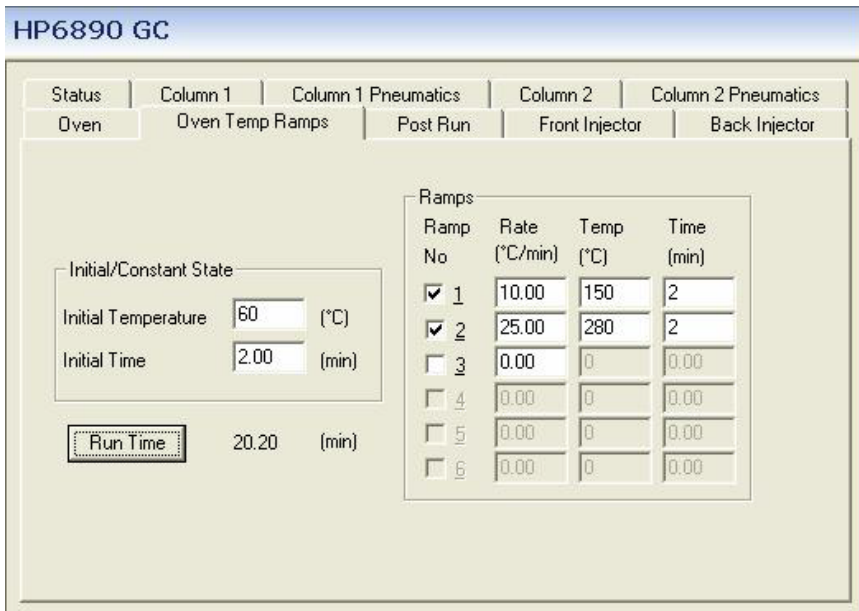 HP6890 GC
Status Column 1 Column 1 Pneumatics Column 2 Column 2 Pneumatics
Oven Oven Temp Ramps Post Run Front Injector Back Injector
Initial/Constant State
Initial Temperature 60 (°C)
Initial Time 2.00 (min)
Run Time 20.20 (min)
Ramps
Ramp No Rate (°C/min) Temp (°C) Time (min)
1 10.00 150 2
2 25.00 280 2
3 0.00 0 0.00
4 0.00 0 0.00
5 0.00 0 0.00
6 0.00 0 0.00